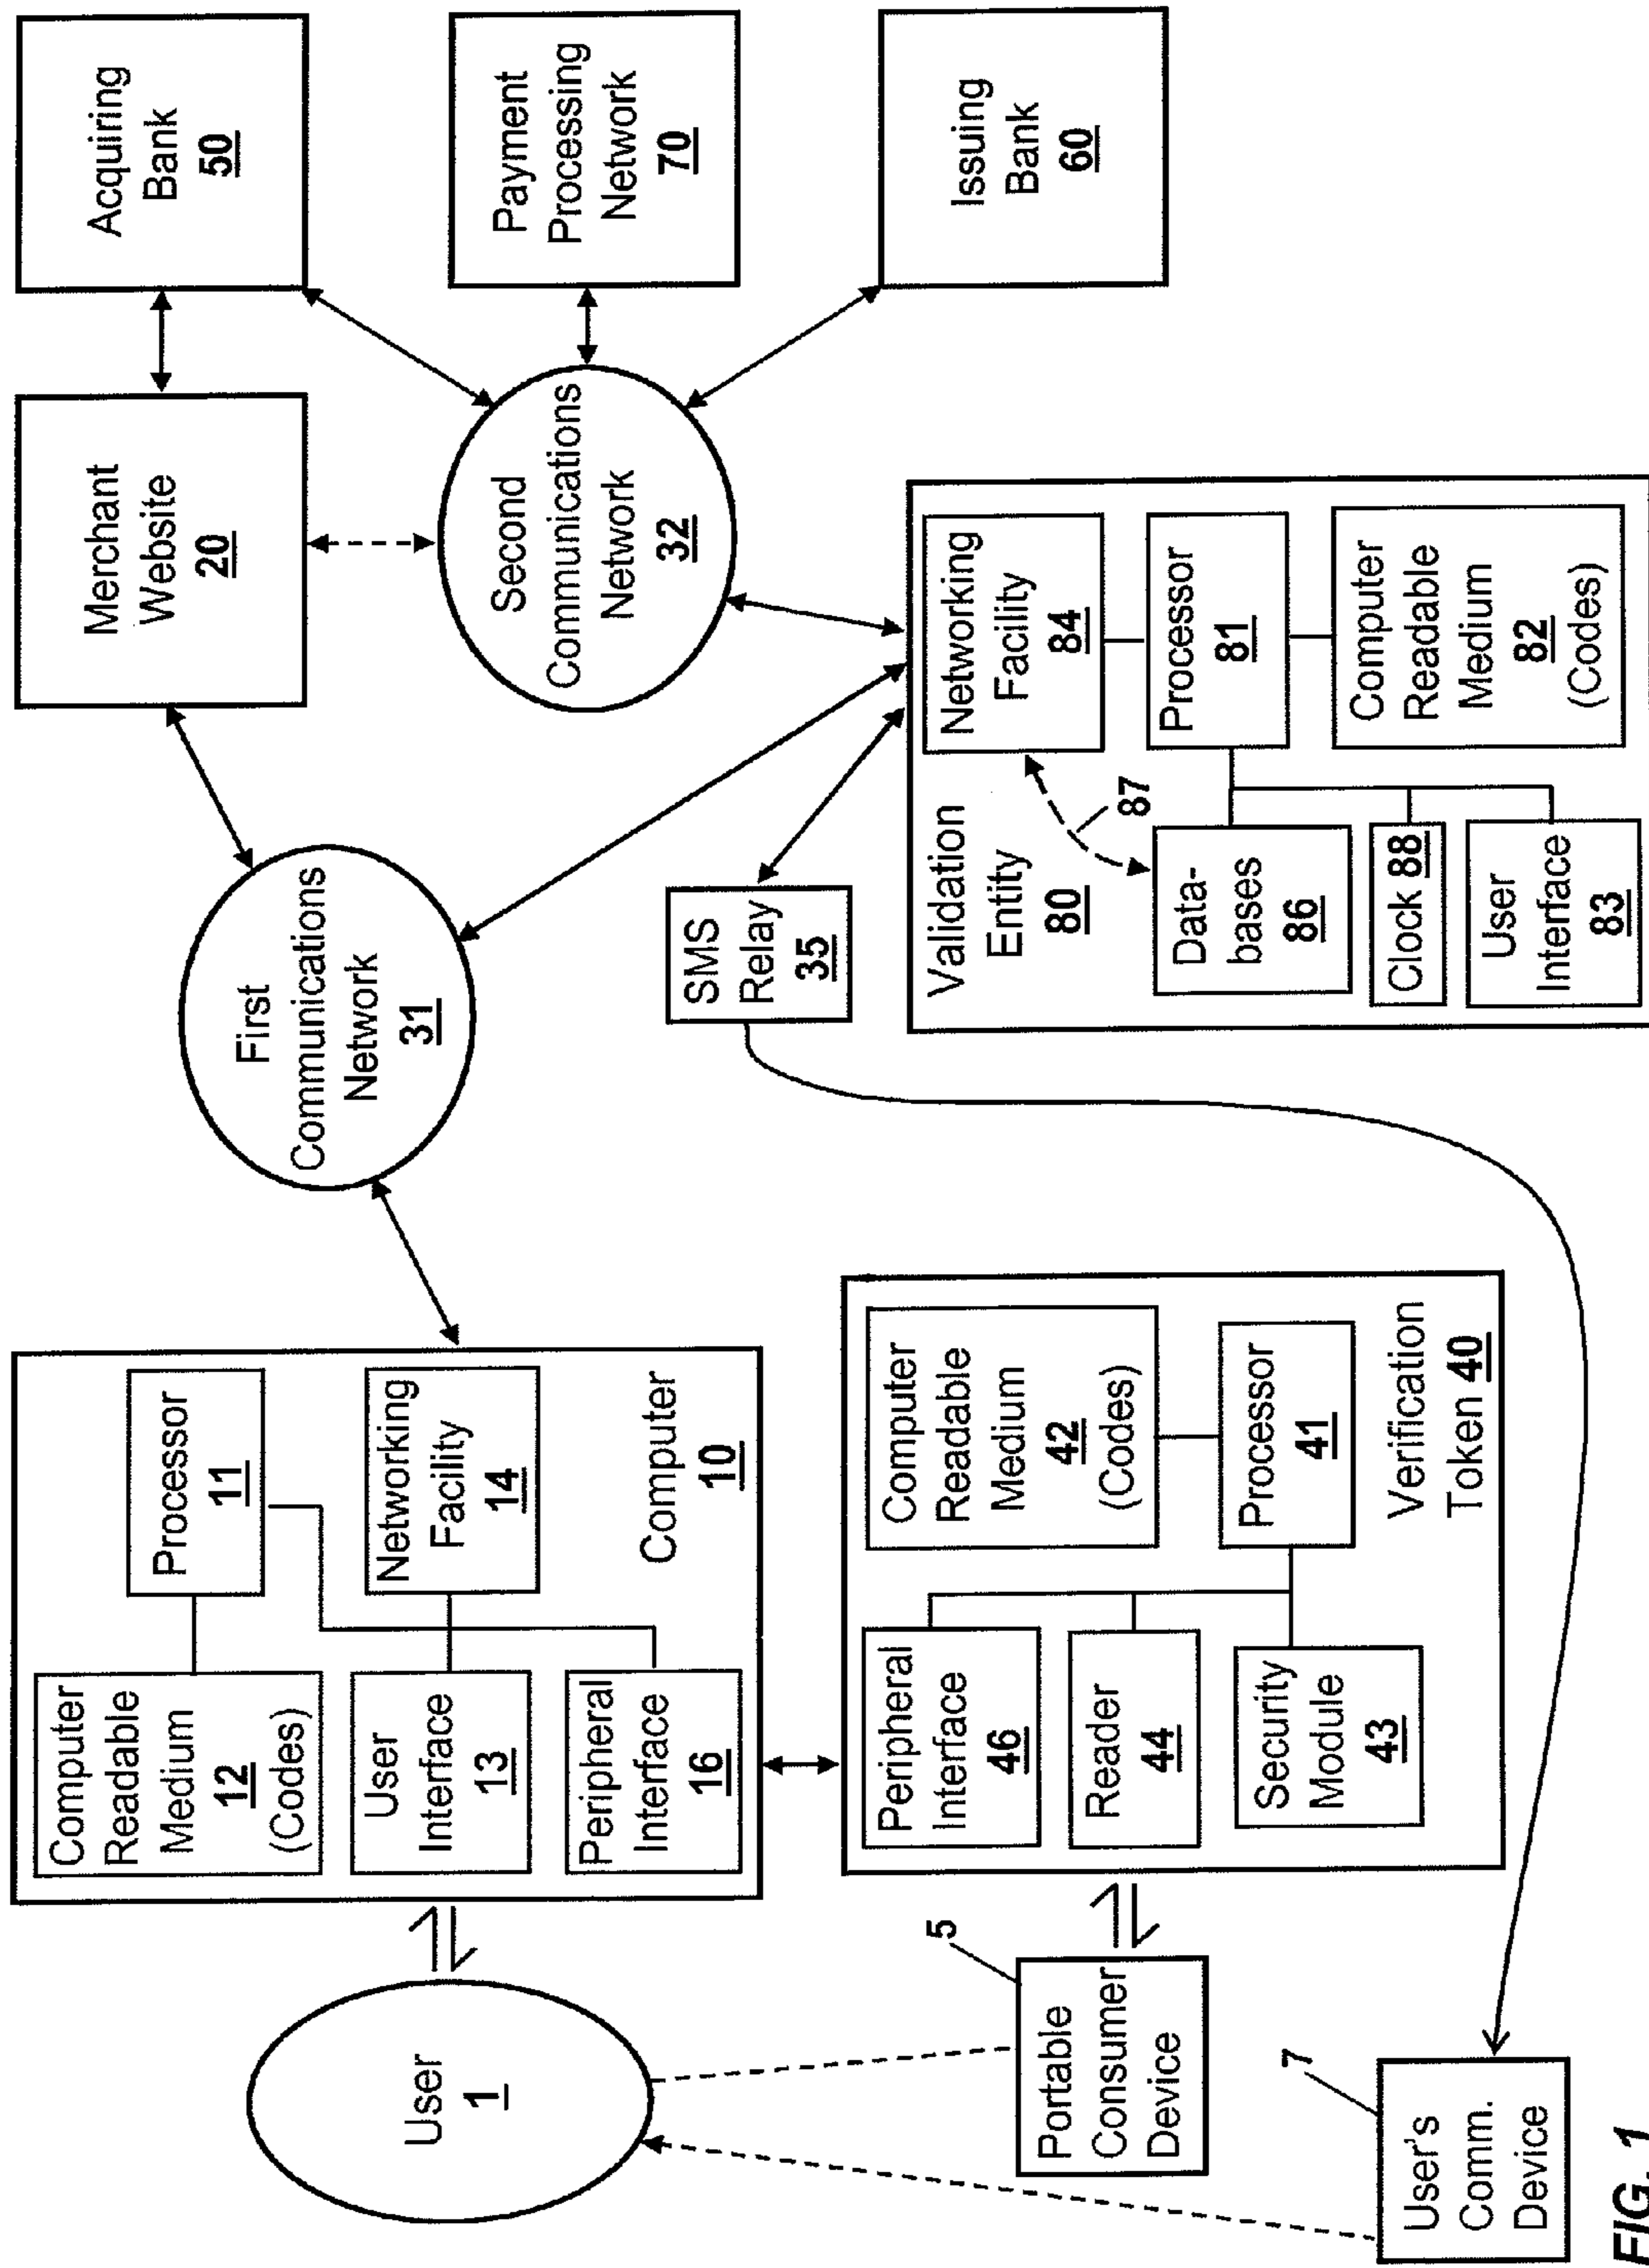 User
1
Computer
Readable
Medium
12
(Codes)
Processor
11
User
Interface
13
Networking
Facility
14
Peripheral
Interface
16
Computer
10
First
Communications
Network
31
Merchant
Website
20
Acquiring
Bank
50
Second
Communications
Network
32
Payment
Processing
Network
70
Issuing
Bank
60
5
Portable
Consumer
Device
Peripheral
Interface
46
Computer
Readable
Medium
42
(Codes)
Reader
44
Security
Module
43
Processor
41
Verification
Token 40
SMS
Relay
35
Validation
Entity
80
Networking
Facility
84
87
Data-
bases
86
Processor
81
Clock 88
User
Interface
83
Computer
Readable
Medium
82
(Codes)
7
User's
Comm.
Device
FIG. 1